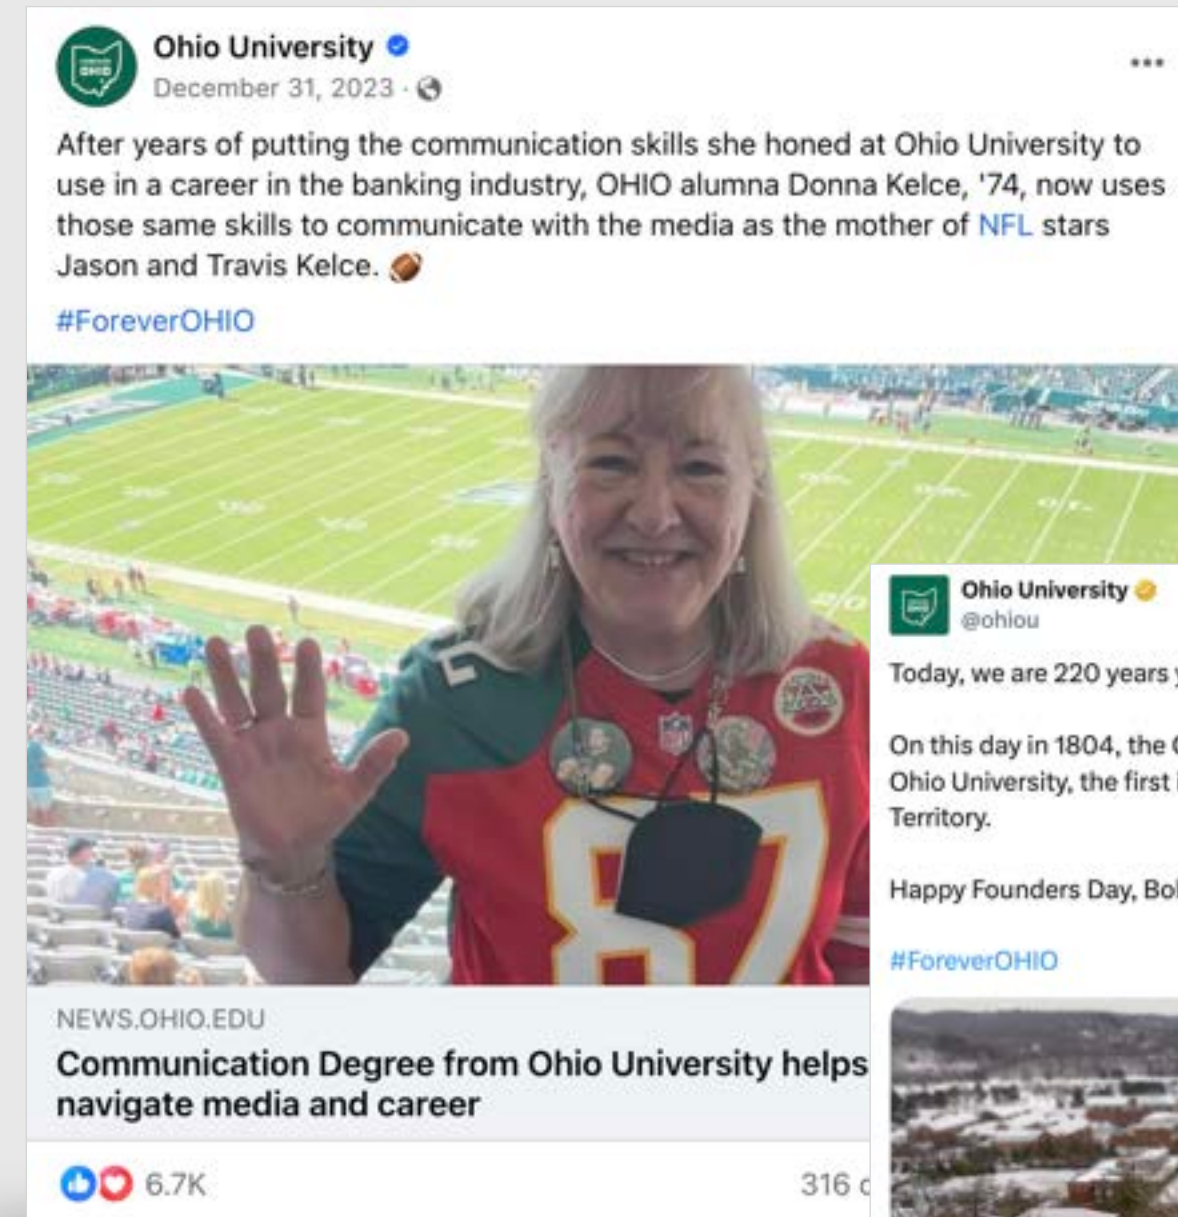 Ohio University
December 31, 2023 ·
After years of putting the communication skills she honed at Ohio University to
use in a career in the banking industry, OHIO alumna Donna Kelce, '74, now uses
those same skills to communicate with the media as the mother of NFL stars
Jason and Travis Kelce. 🏈
#ForeverOHIO
87
NEWS.OHIO.EDU
Communication Degree from Ohio University helps
navigate media and career
6.7K
316
Ohio University
@ohiou
Today, we are 220 years
On this day in 1804, the
Ohio University, the first
Territory.
Happy Founders Day,
#ForeverOHIO